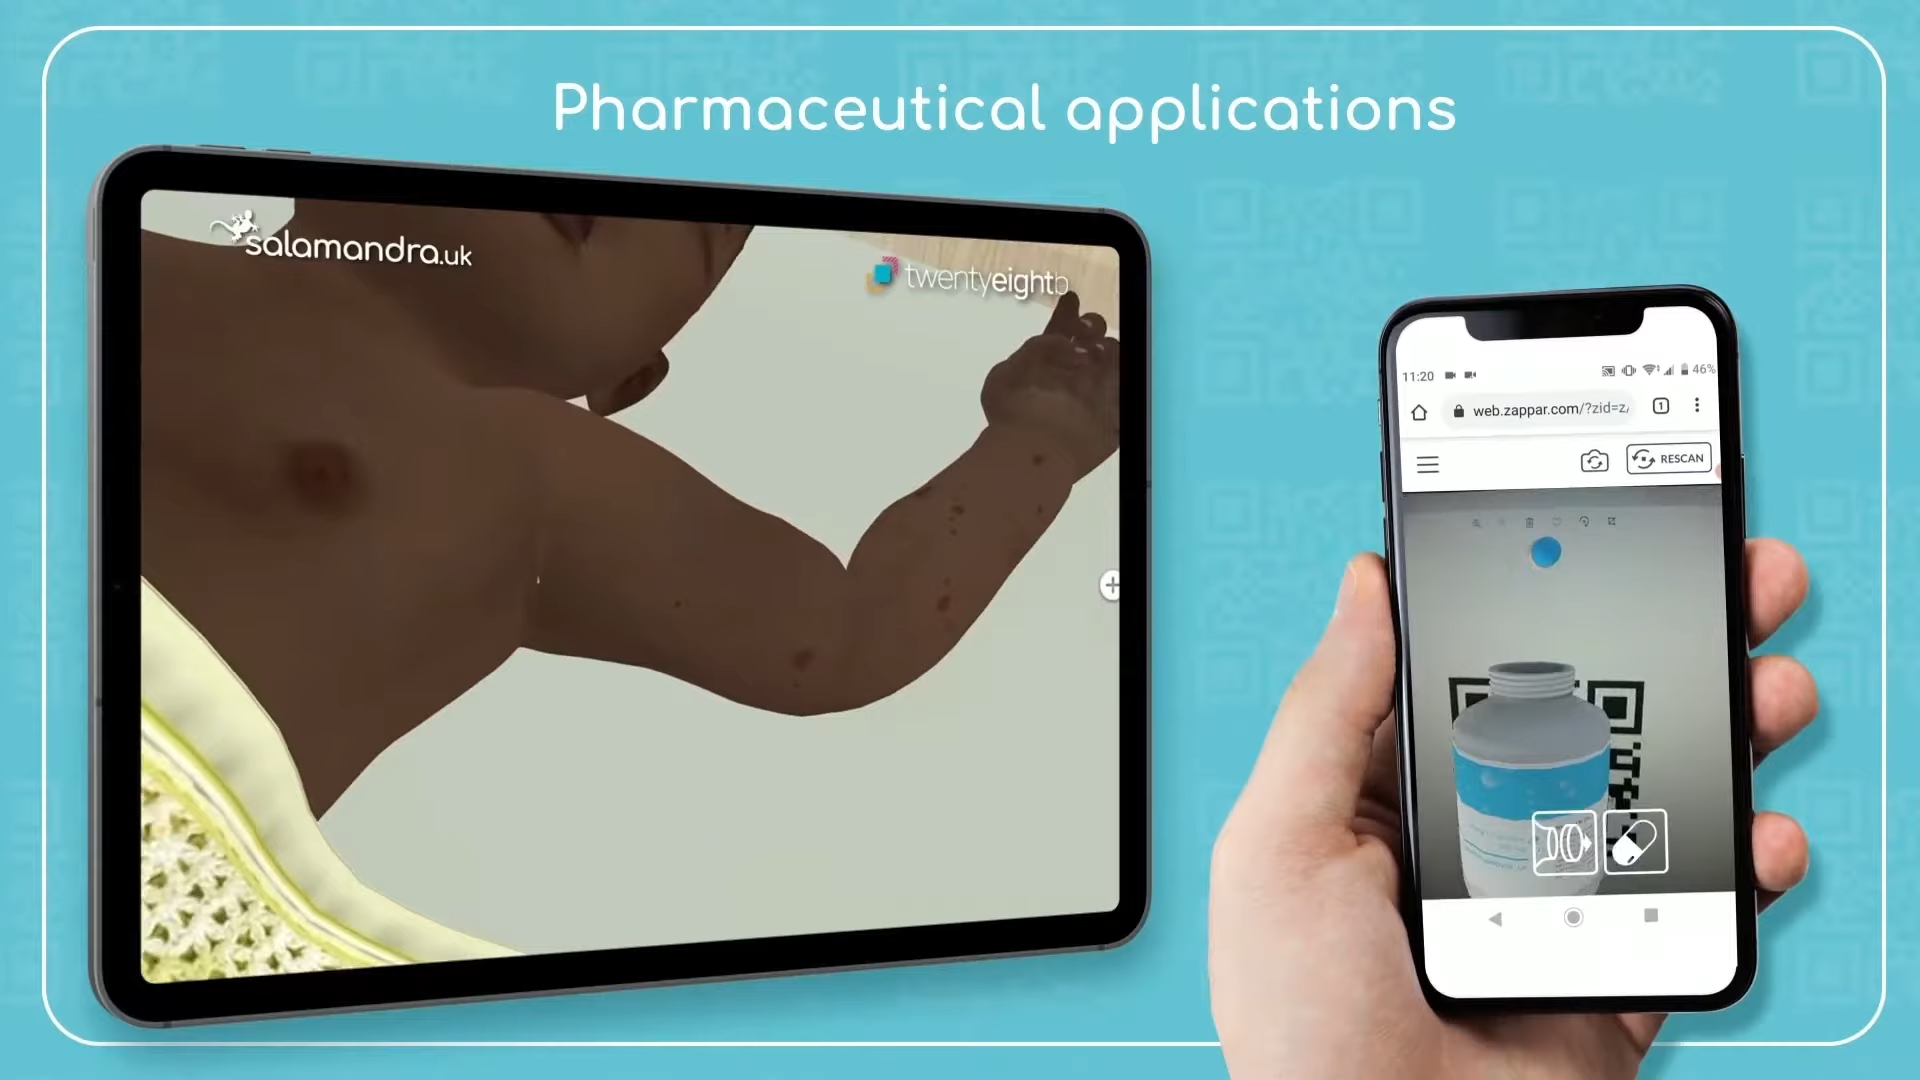 Pharmaceutical applications
salamandra.uk
twentyeightb
11:20
46%
web.zappar.com/?zid=z/
1
RESCAN